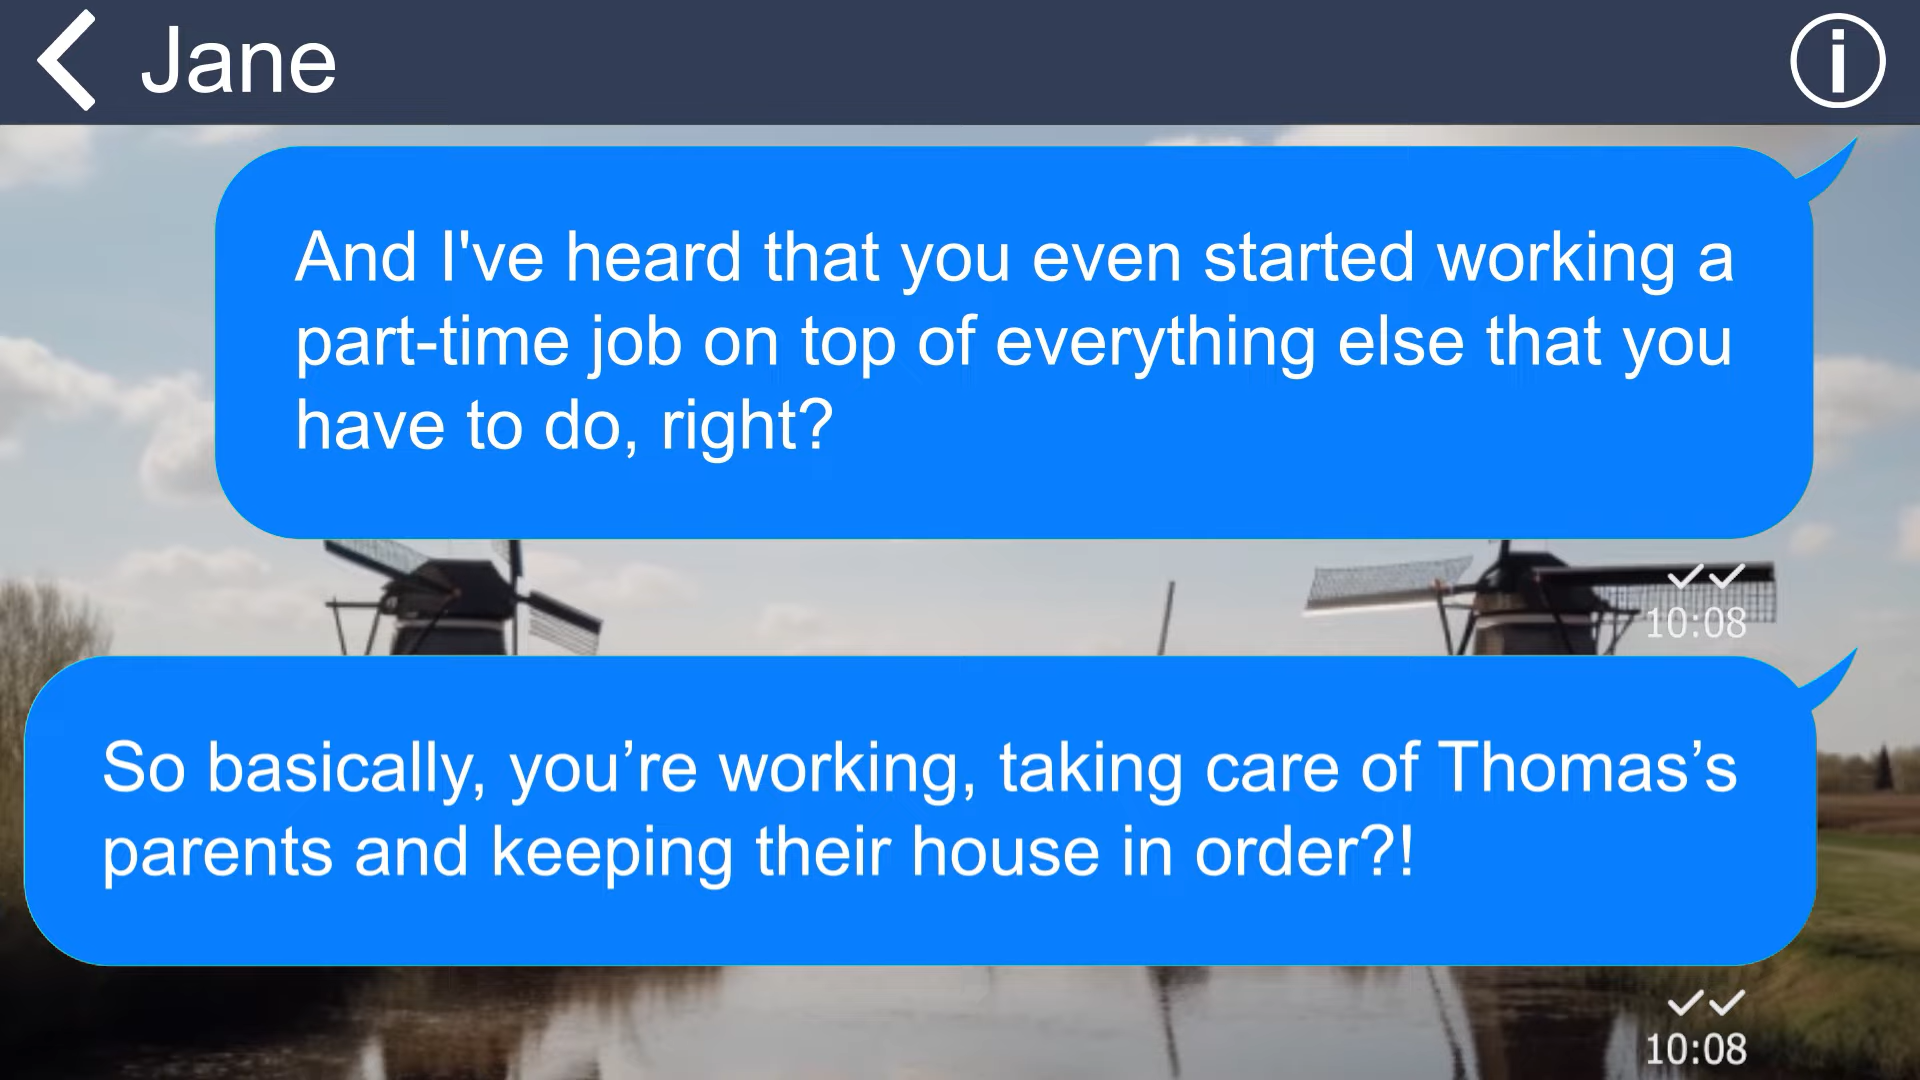 Jane
And I've heard that you even started working a
part-time job on top of everything else that you
have to do, right?
10:08
So basically, you’re working, taking care of Thomas’s
parents and keeping their house in order?!
10:08